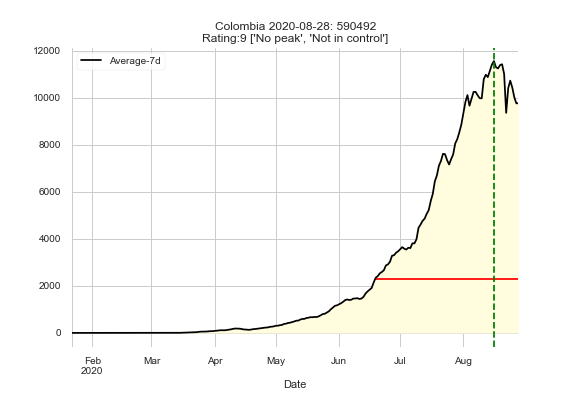 Colombia 2020-08-28: 590492
Rating:9 ['No peak', 'Not in control']
Average-7d
12000
10000
8000
6000
4000
2000
0
Feb Mar Apr May Jun Jul Aug
2020
Date